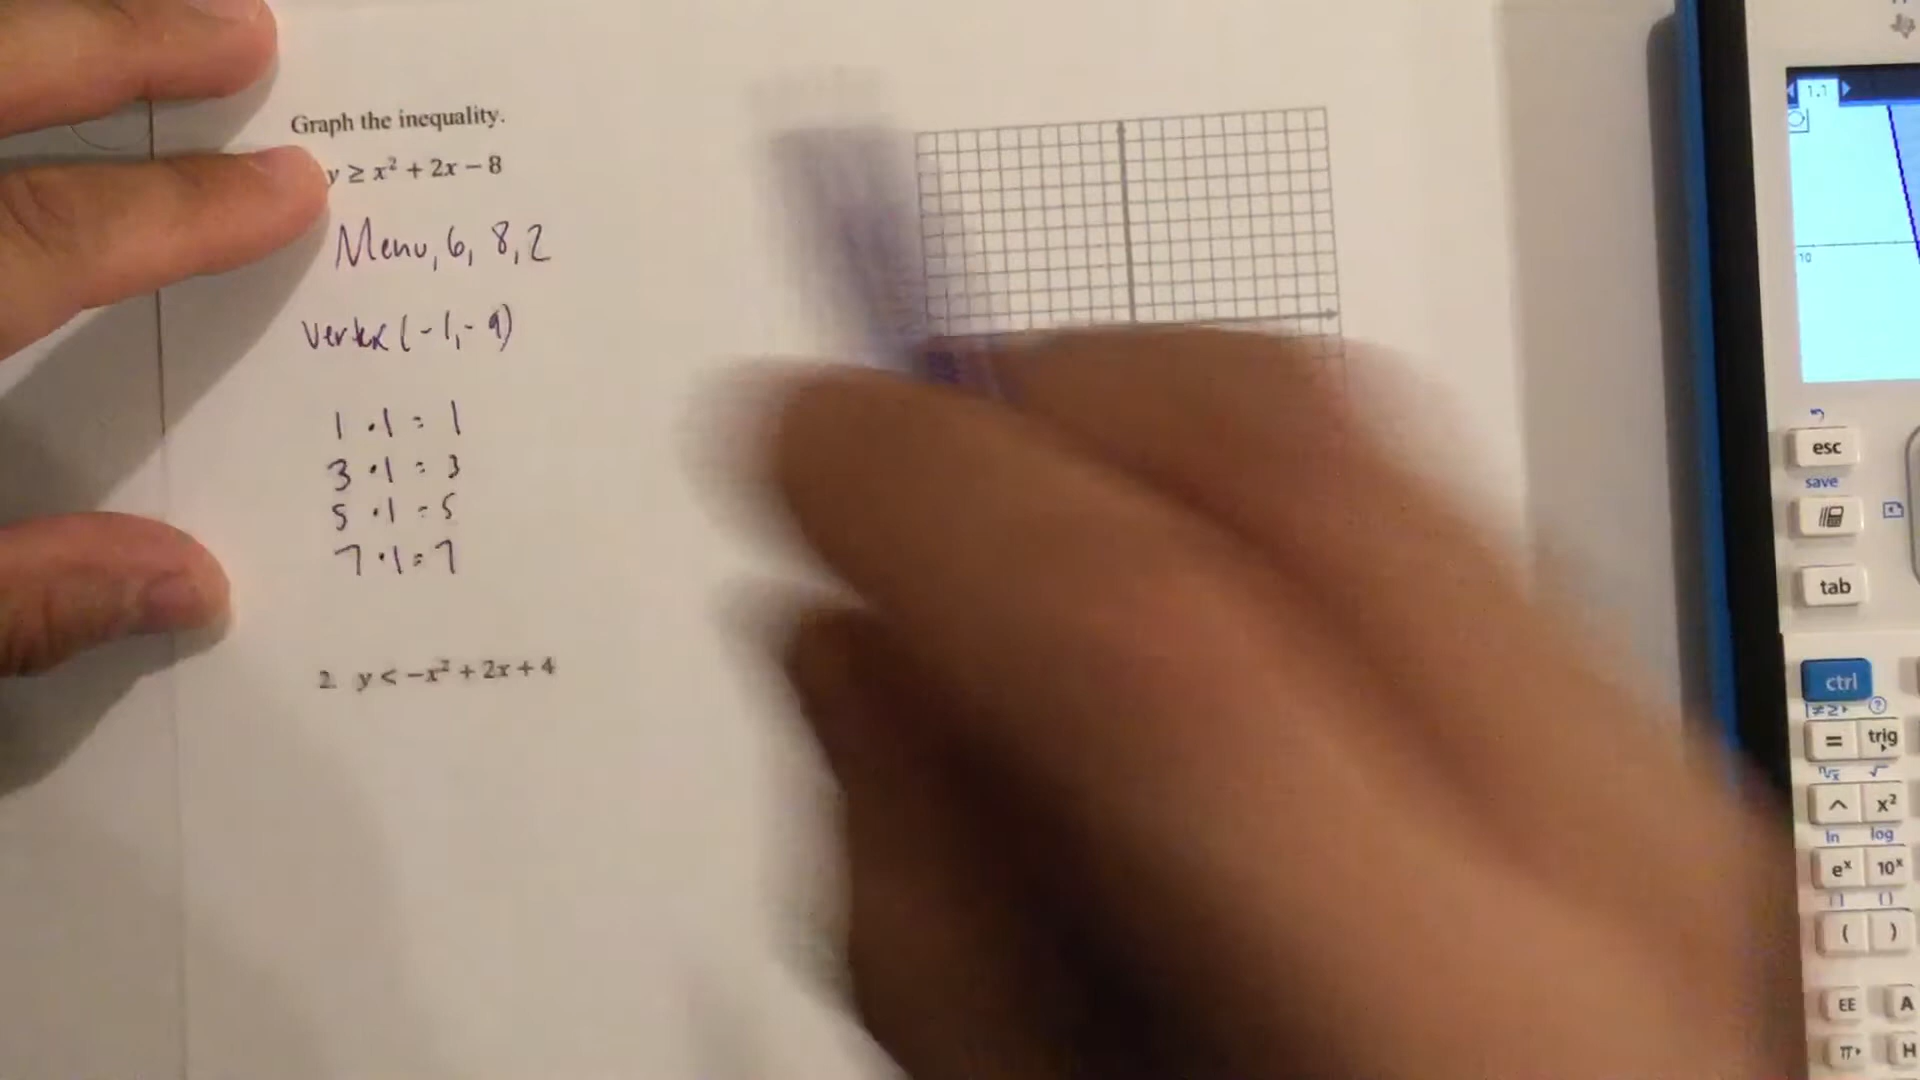 Graph the inequality.
y ≥ x² + 2x − 8
Menu, 6, 8, 2
Vertex (-1, -9)
1 · 1 = 1
3 · 1 = 3
5 · 1 = 5
7 · 1 = 7
2. y < −x² + 2x + 4
1.1
10
esc
save
tab
ctrl
≠≥▸ ?
= trig
ⁿ√x √
^ x²
ln log
eˣ 10ˣ
[ ] { }
( )
EE A
π▸ H